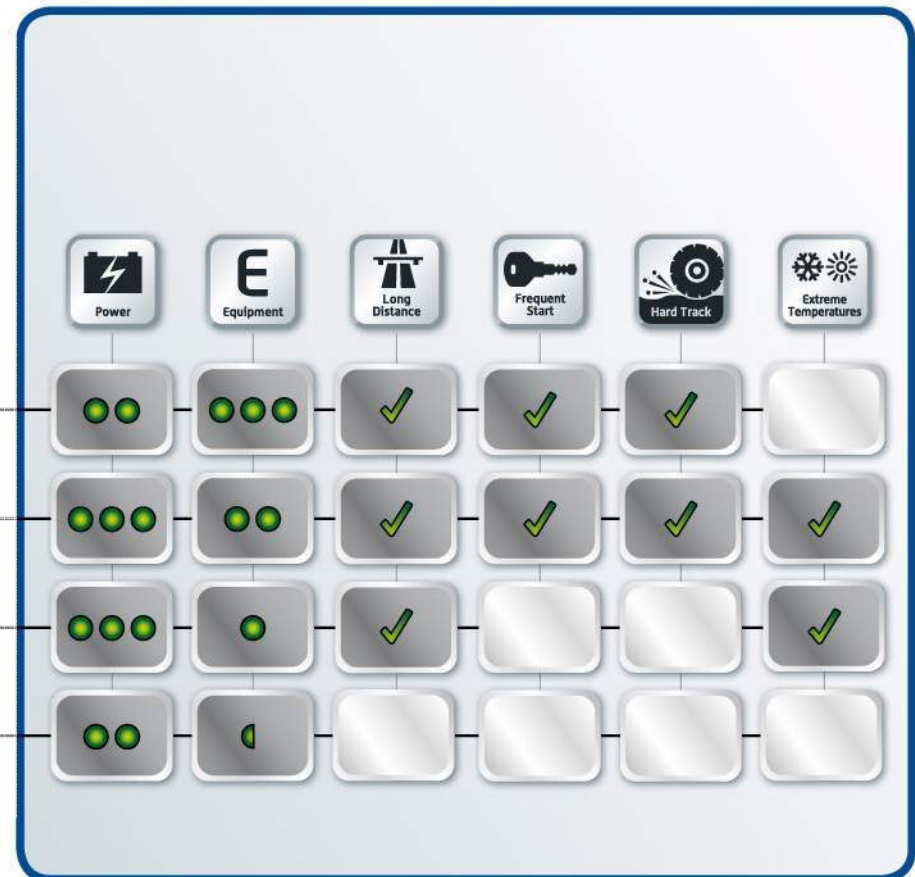 Power
E
Equipment
Long
Distance
Frequent
Start
Hard Track
Extreme
Temperatures